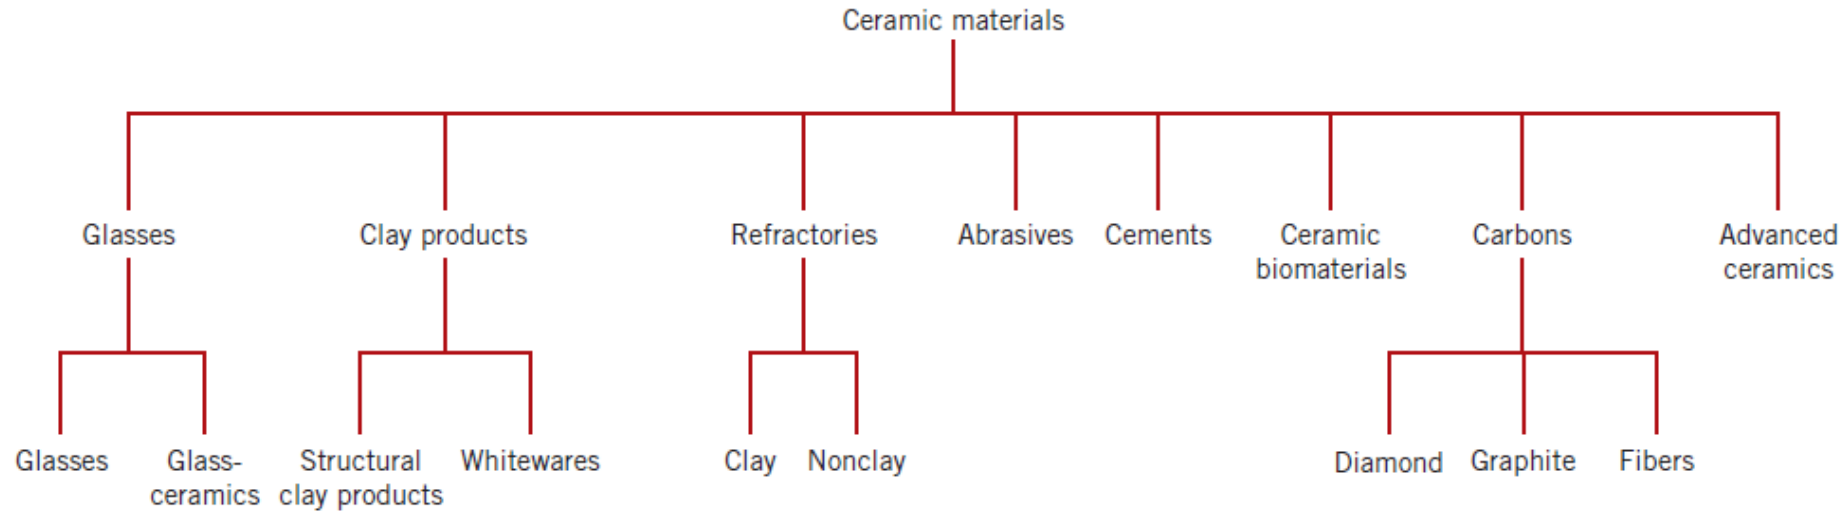 Ceramic materials
Glasses
Clay products
Refractories
Abrasives
Cements
Ceramic
biomaterials
Carbons
Advanced
ceramics
Glasses
Glass-
ceramics
Structural
clay products
Whitewares
Clay
Nonclay
Diamond
Graphite
Fibers